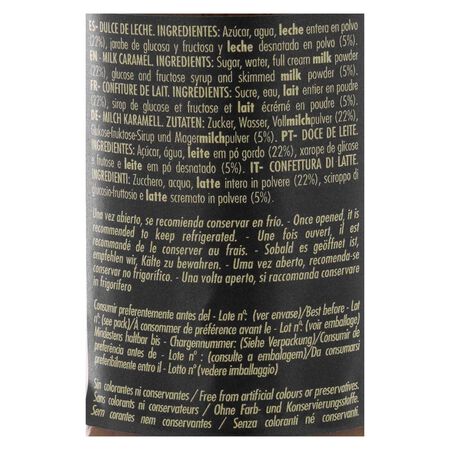 ES- DULCE DE LECHE. INGREDIENTES: Azúcar, agua, leche entera en polvo
(22%), jarabe de glucosa y fructosa y leche desnatada en polvo (5%).
EN - MILK CARAMEL. INGREDIENTS: Sugar, water, full cream milk powder
(22%), glucose and fructose syrup and skimmed milk powder (5%).
FR- CONFITURE DE LAIT. INGRÉDIENTS: Sucre, eau, lait entier en poudre
(22%), sirop de glucose et fructose et lait écrémé en poudre (5%).
DE- MILCH KARAMELL. ZUTATEN: Zucker, Wasser, Vollmilchpulver (22%),
Glukose-fruktose-Sirup und Magermilchpulver (5%). PT- DOCE DE LEITE.
INGREDIENTES: Açúcar, água, leite em pó gordo (22%), xarope de glicose
e frutose e leite em pó desnatado (5%). IT- CONFETTURA DI LATTE.
INGREDIENTI: Zucchero, acqua, latte intero in polvere (22%), sciroppo di
glucosio-fruttosio e latte scremato in polvere (5%).
Una vez abierto, se recomienda conservar en frío. - Once opened, it is
recommended to keep refrigerated. - Une fois ouvert, il est
recommandé de le conserver au frais. - Sobald es geöffnet ist,
empfehlen wir, Kälte zu bewahren. - Uma vez aberto, recomenda-se
conservar no frigorífico. - Una volta aperto, si raccomanda conservare
in frigorifero
Consumir preferentemente antes del - Lote nº: (ver envase)/Best before - Lot
nº: (see pack)/À consommer de préférence avant le - Lot nº: (voir emballage)
Mindestens haltbar bis - Chargennummer: (Siehe Verpackung)/Consumir de
preferência antes de - Lote nº : (consulte a embalagem)/Da consumarsi
preferibilmente entro il - Lotto nº (vedere imballaggio)
Sin colorantes ni conservantes / Free from artificial colours or preservatives.
Sans colorants ni conservateurs / Ohne Farb- und Konservierungsstoffe.
Sem corantes nem conservantes / Senza coloranti né conservanti.